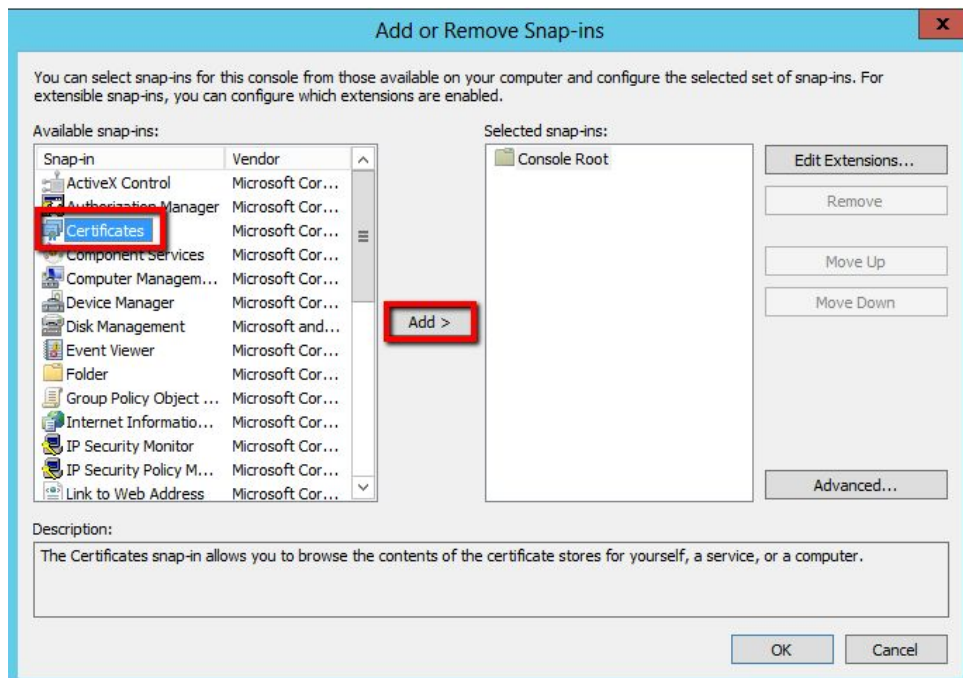 Add or Remove Snap-ins
x
You can select snap-ins for this console from those available on your computer and configure the selected set of snap-ins. For
extensible snap-ins, you can configure which extensions are enabled.
Available snap-ins:
Snap-in Vendor
ActiveX Control Microsoft Cor...
Authorization Manager Microsoft Cor...
Certificates Microsoft Cor...
Component Services Microsoft Cor...
Computer Managem... Microsoft Cor...
Device Manager Microsoft Cor...
Disk Management Microsoft and...
Event Viewer Microsoft Cor...
Folder Microsoft Cor...
Group Policy Object ... Microsoft Cor...
Internet Informatio... Microsoft Cor...
IP Security Monitor Microsoft Cor...
IP Security Policy M... Microsoft Cor...
Link to Web Address Microsoft Cor...
Add >
Selected snap-ins:
Console Root
Edit Extensions...
Remove
Move Up
Move Down
Advanced...
Description:
The Certificates snap-in allows you to browse the contents of the certificate stores for yourself, a service, or a computer.
OK
Cancel